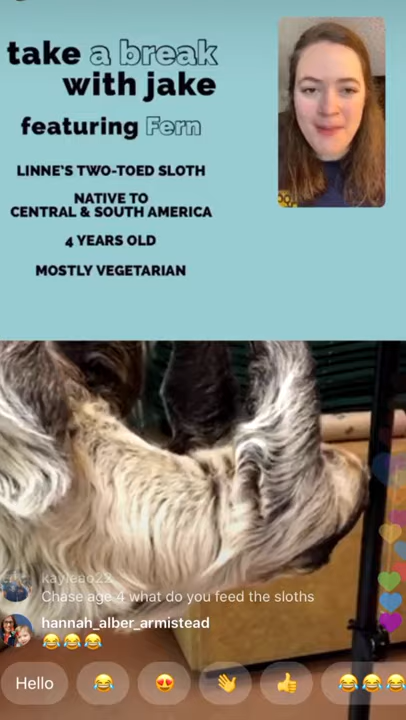 take a break
with jake
featuring Fern
LINNE'S TWO-TOED SLOTH
NATIVE TO
CENTRAL & SOUTH AMERICA
4 YEARS OLD
MOSTLY VEGETARIAN
kayleao22
Chase age 4 what do you feed the sloths
hannah_alber_armistead
😂😂😂
Hello